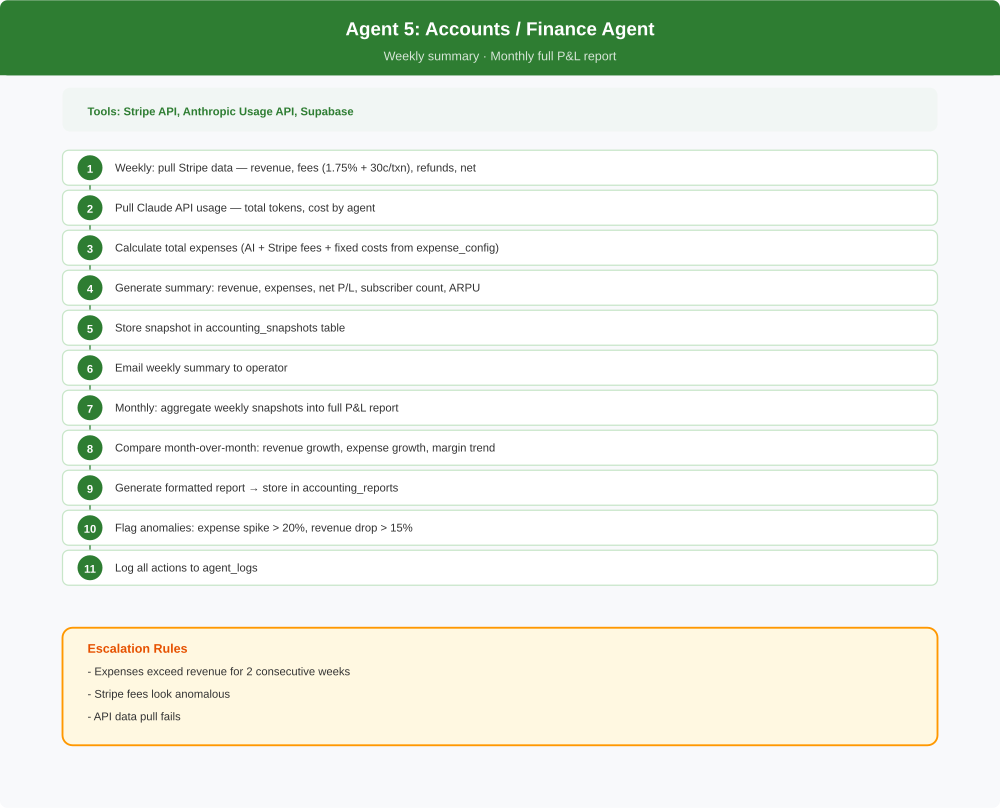 Agent 5: Accounts / Finance Agent
Weekly summary · Monthly full P&L report
Tools: Stripe API, Anthropic Usage API, Supabase
1 Weekly: pull Stripe data — revenue, fees (1.75% + 30c/txn), refunds, net
2 Pull Claude API usage — total tokens, cost by agent
3 Calculate total expenses (AI + Stripe fees + fixed costs from expense_config)
4 Generate summary: revenue, expenses, net P/L, subscriber count, ARPU
5 Store snapshot in accounting_snapshots table
6 Email weekly summary to operator
7 Monthly: aggregate weekly snapshots into full P&L report
8 Compare month-over-month: revenue growth, expense growth, margin trend
9 Generate formatted report → store in accounting_reports
10 Flag anomalies: expense spike > 20%, revenue drop > 15%
11 Log all actions to agent_logs
Escalation Rules
- Expenses exceed revenue for 2 consecutive weeks
- Stripe fees look anomalous
- API data pull fails